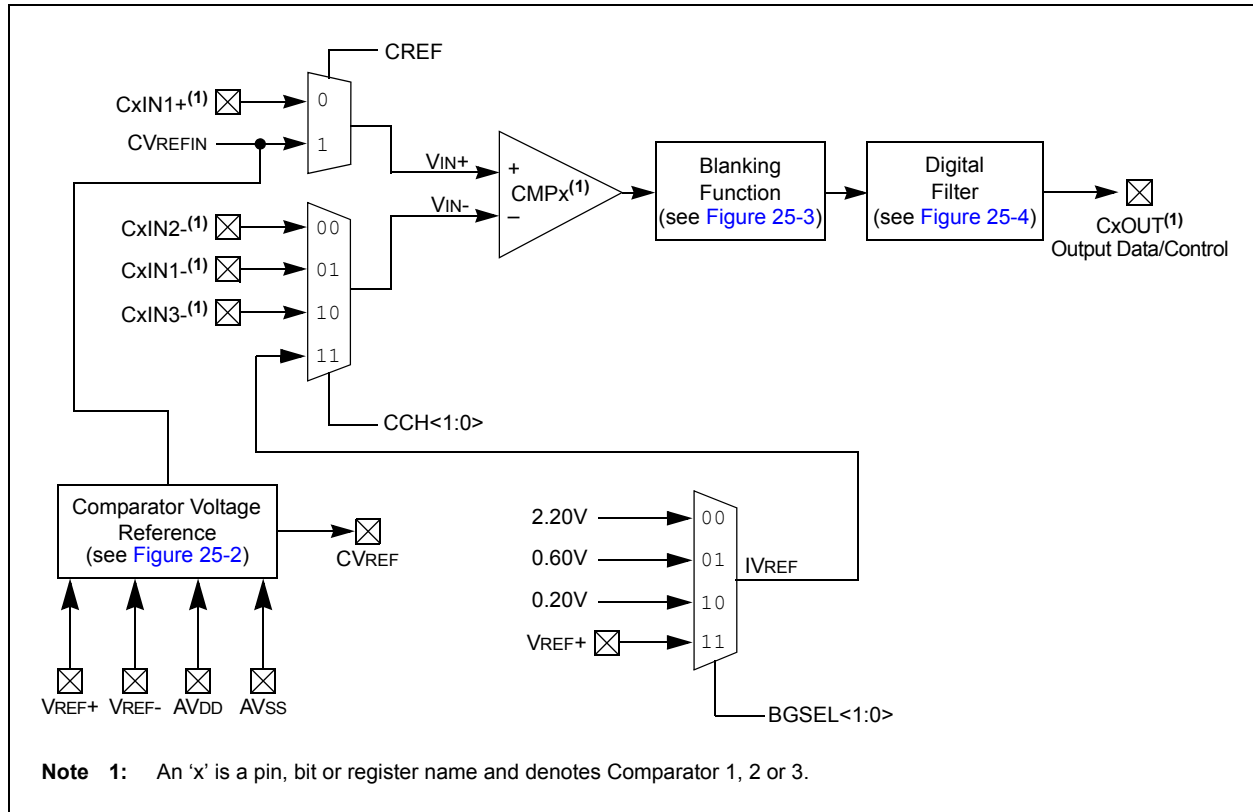 CREF
CxIN1+(1)
0
CVREFIN
1
VIN+
+
CMPx(1)
–
VIN-
Blanking
Function
(see Figure 25-3)
Digital
Filter
(see Figure 25-4)
CxOUT(1)
Output Data/Control
CxIN2-(1)
00
CxIN1-(1)
01
CxIN3-(1)
10
11
CCH<1:0>
Comparator Voltage
Reference
(see Figure 25-2)
CVREF
VREF+ VREF- AVDD AVSS
2.20V
00
0.60V
01
IVREF
0.20V
10
VREF+
11
BGSEL<1:0>
Note 1: An ‘x’ is a pin, bit or register name and denotes Comparator 1, 2 or 3.